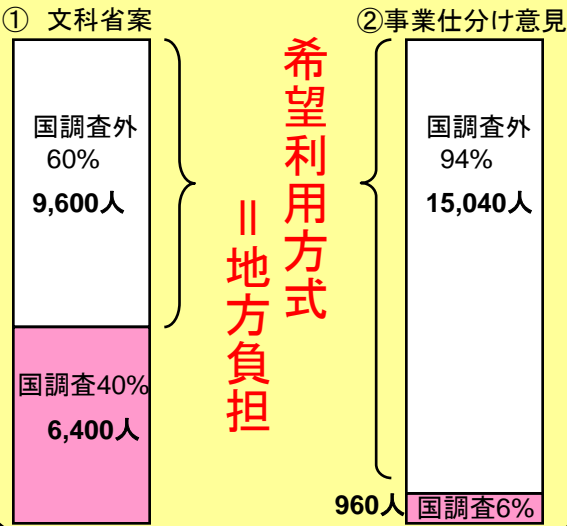 ① 文科省案
国調査外
60%
9,600人
国調査40%
6,400人
希望利用方式
＝地方負担
②事業仕分け意見
国調査外
94%
15,040人
960人
国調査6%